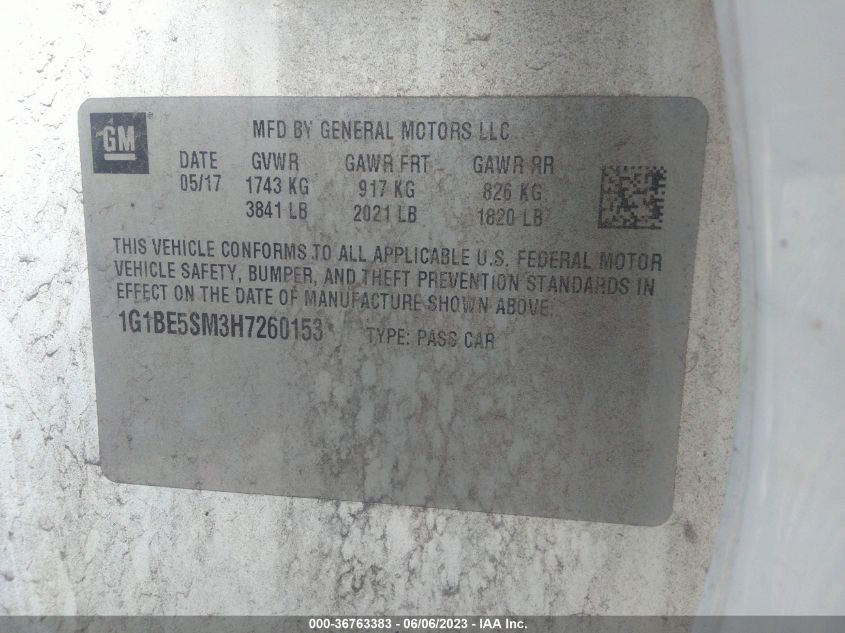 GM ®
MFD BY GENERAL MOTORS LLC
DATE GVWR GAWR FRT GAWR RR
05/17 1743 KG 917 KG 826 KG
3841 LB 2021 LB 1820 LB
THIS VEHICLE CONFORMS TO ALL APPLICABLE U.S. FEDERAL MOTOR
VEHICLE SAFETY, BUMPER, AND THEFT PREVENTION STANDARDS IN
EFFECT ON THE DATE OF MANUFACTURE SHOWN ABOVE.
1G1BE5SM3H7260153 TYPE: PASS CAR
000-36763383 - 06/06/2023 - IAA Inc.